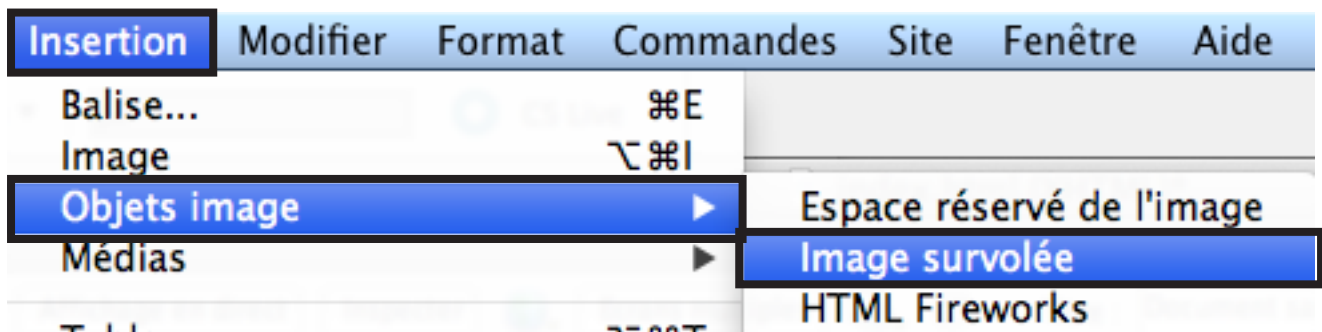 Insertion Modifier Format Commandes Site Fenêtre Aide
Balise... ⌘E
Image ⌥⌘I
Objets image ▶
Espace réservé de l'image
Médias ▶
Image survolée
HTML Fireworks